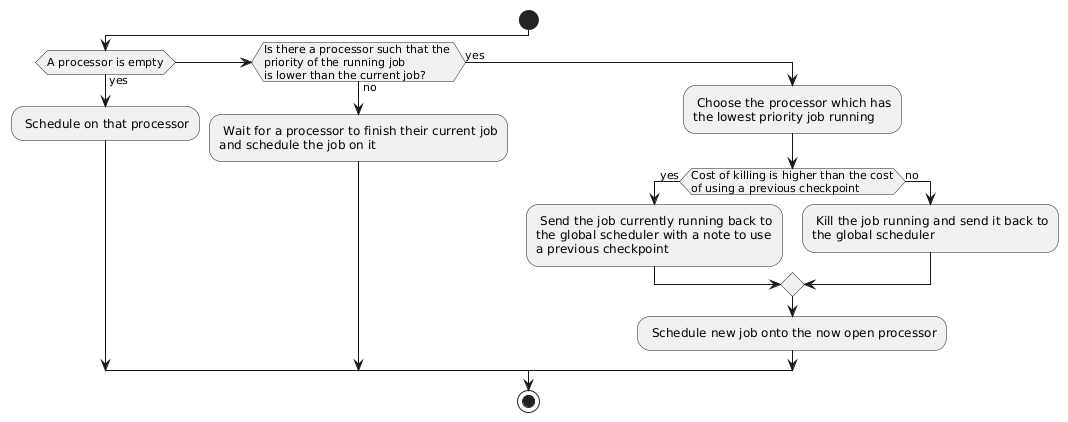 A processor is empty
yes
Is there a processor such that the
priority of the running job
is lower than the current job?
yes
no
Schedule on that processor
Wait for a processor to finish their current job
and schedule the job on it
Choose the processor which has
the lowest priority job running
yes
Cost of killing is higher than the cost
of using a previous checkpoint
no
Send the job currently running back to
the global scheduler with a note to use
a previous checkpoint
Kill the job running and send it back to
the global scheduler
Schedule new job onto the now open processor